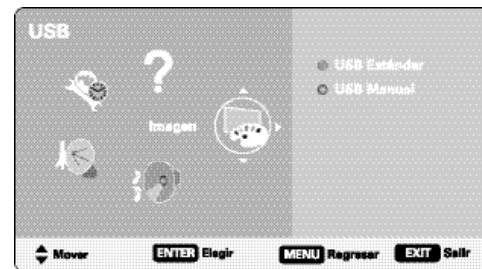 USB
?
USB Estándar
USB Manual
Imagen
Mover
ENTER Elegir
MENU Regresar
EXIT Salir